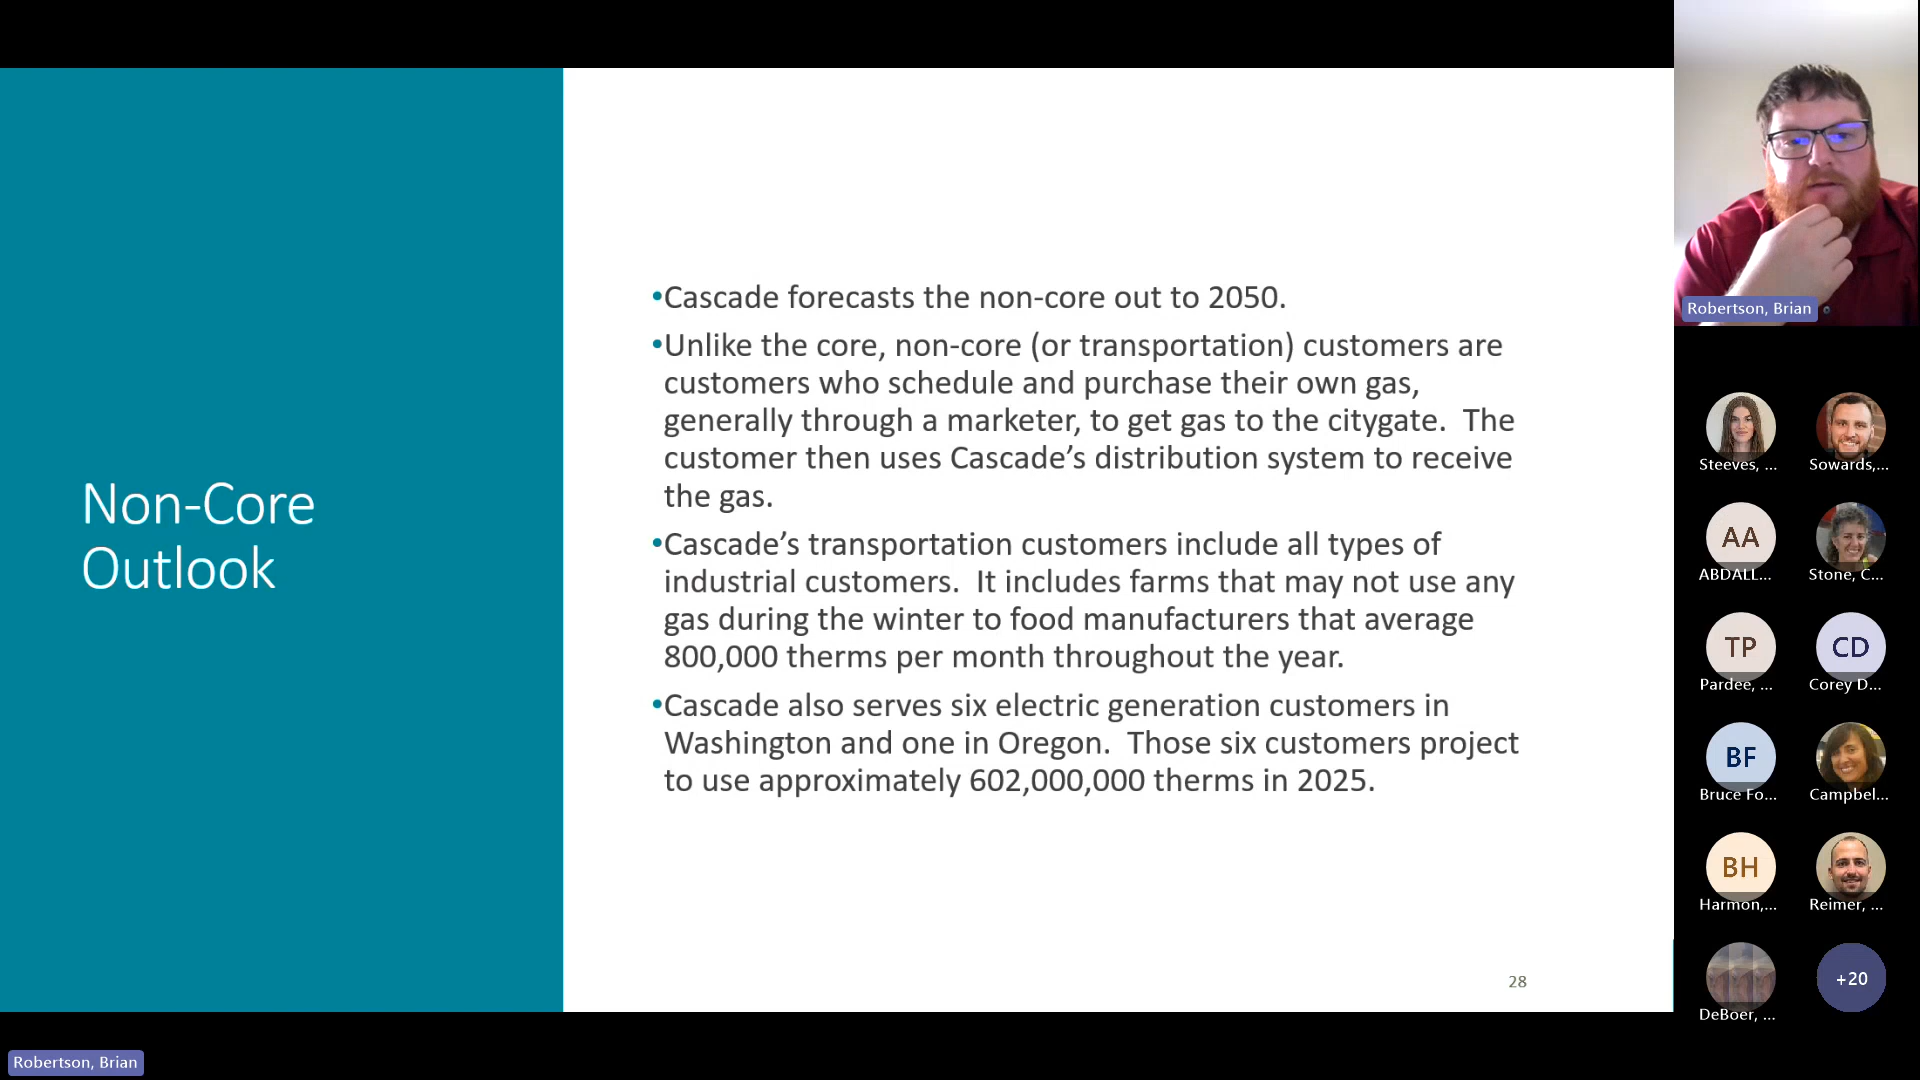 Non-Core
Outlook
•Cascade forecasts the non-core out to 2050.
•Unlike the core, non-core (or transportation) customers are
customers who schedule and purchase their own gas,
generally through a marketer, to get gas to the citygate.  The
customer then uses Cascade’s distribution system to receive
the gas.
•Cascade’s transportation customers include all types of
industrial customers.  It includes farms that may not use any
gas during the winter to food manufacturers that average
800,000 therms per month throughout the year.
•Cascade also serves six electric generation customers in
Washington and one in Oregon.  Those six customers project
to use approximately 602,000,000 therms in 2025.
28
Robertson, Brian
Robertson, Brian
Steeves, ...
Sowards,...
AA
ABDALL...
Stone, C...
TP
Pardee, ...
CD
Corey D...
BF
Bruce Fo...
Campbel...
BH
Harmon,...
Reimer, ...
DeBoer, ...
+20